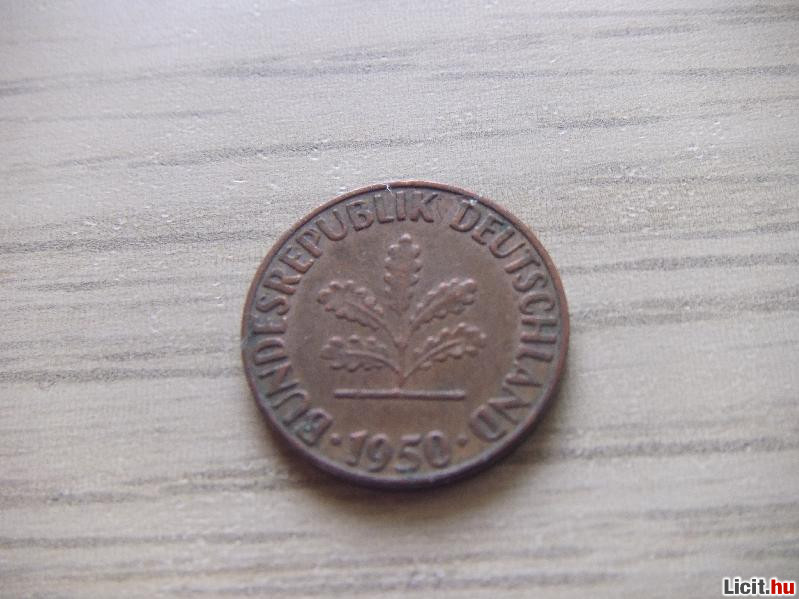 BUNDESREPUBLIK DEUTSCHLAND
· 1950 ·
Licit.hu